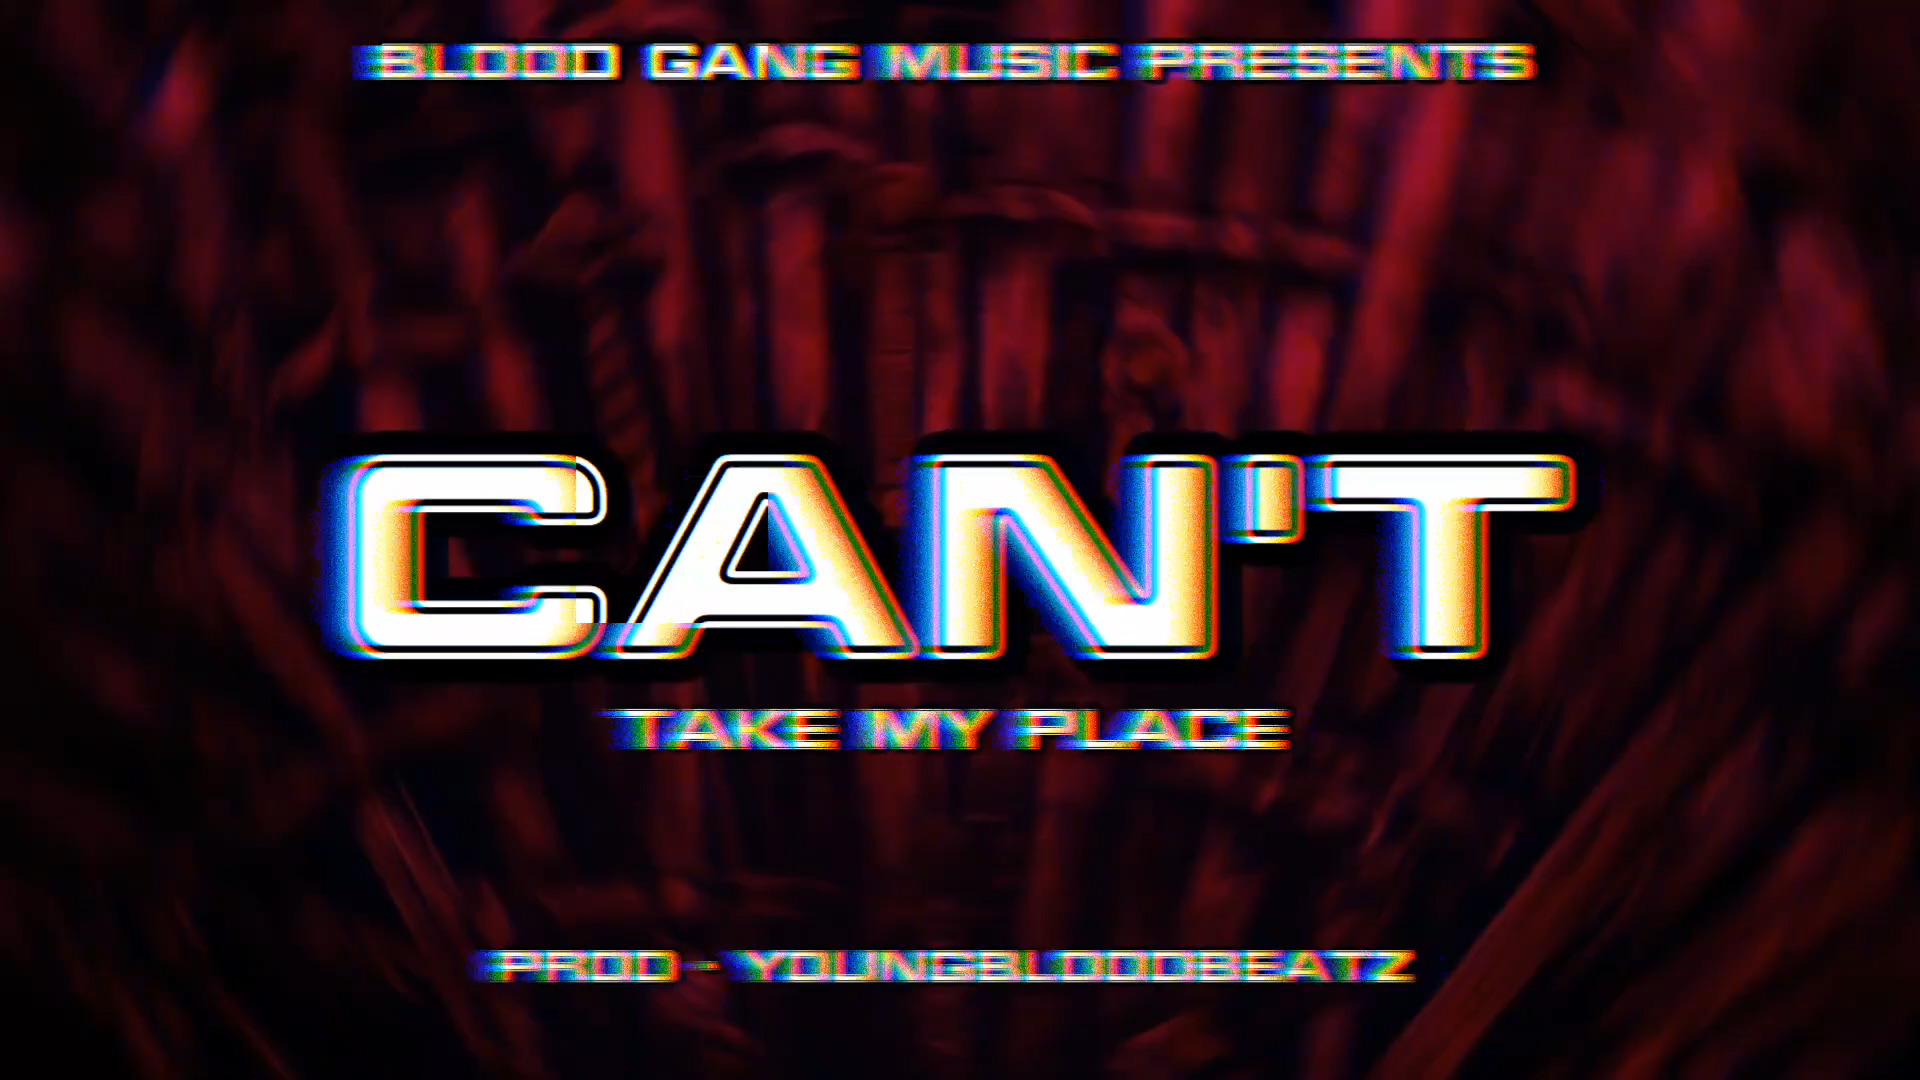 BLOOD GANG MUSIC PRESENTS
CAN'T
TAKE MY PLACE
PROD - YOUNGBLOODBEATZ